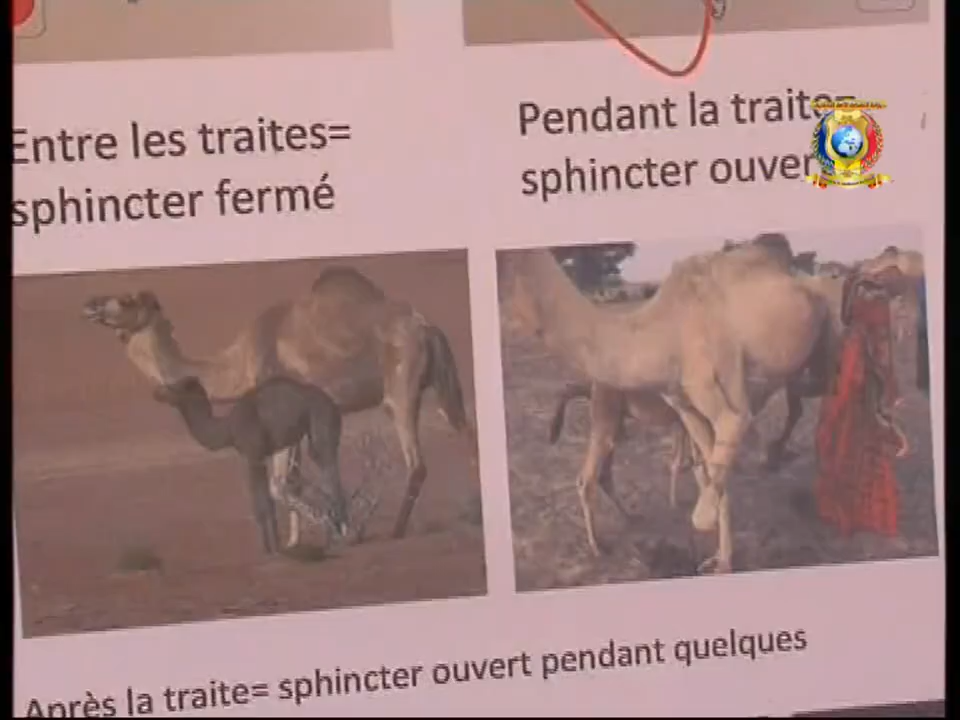 Entre les traites=
sphincter fermé
Pendant la traite=
sphincter ouvert
Après la traite= sphincter ouvert pendant quelques